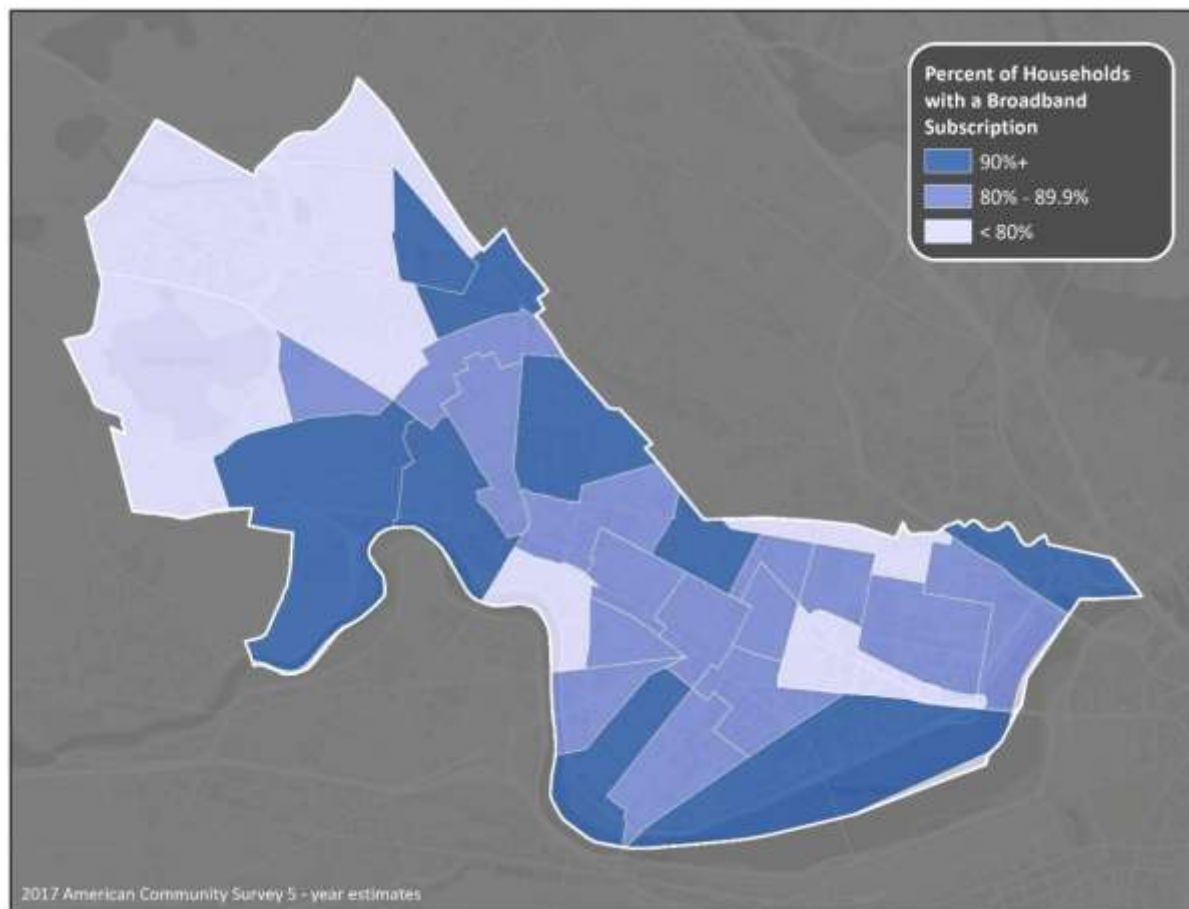 Percent of Households
with a Broadband
Subscription
90%+
80% - 89.9%
< 80%
2017 American Community Survey 5 - year estimates